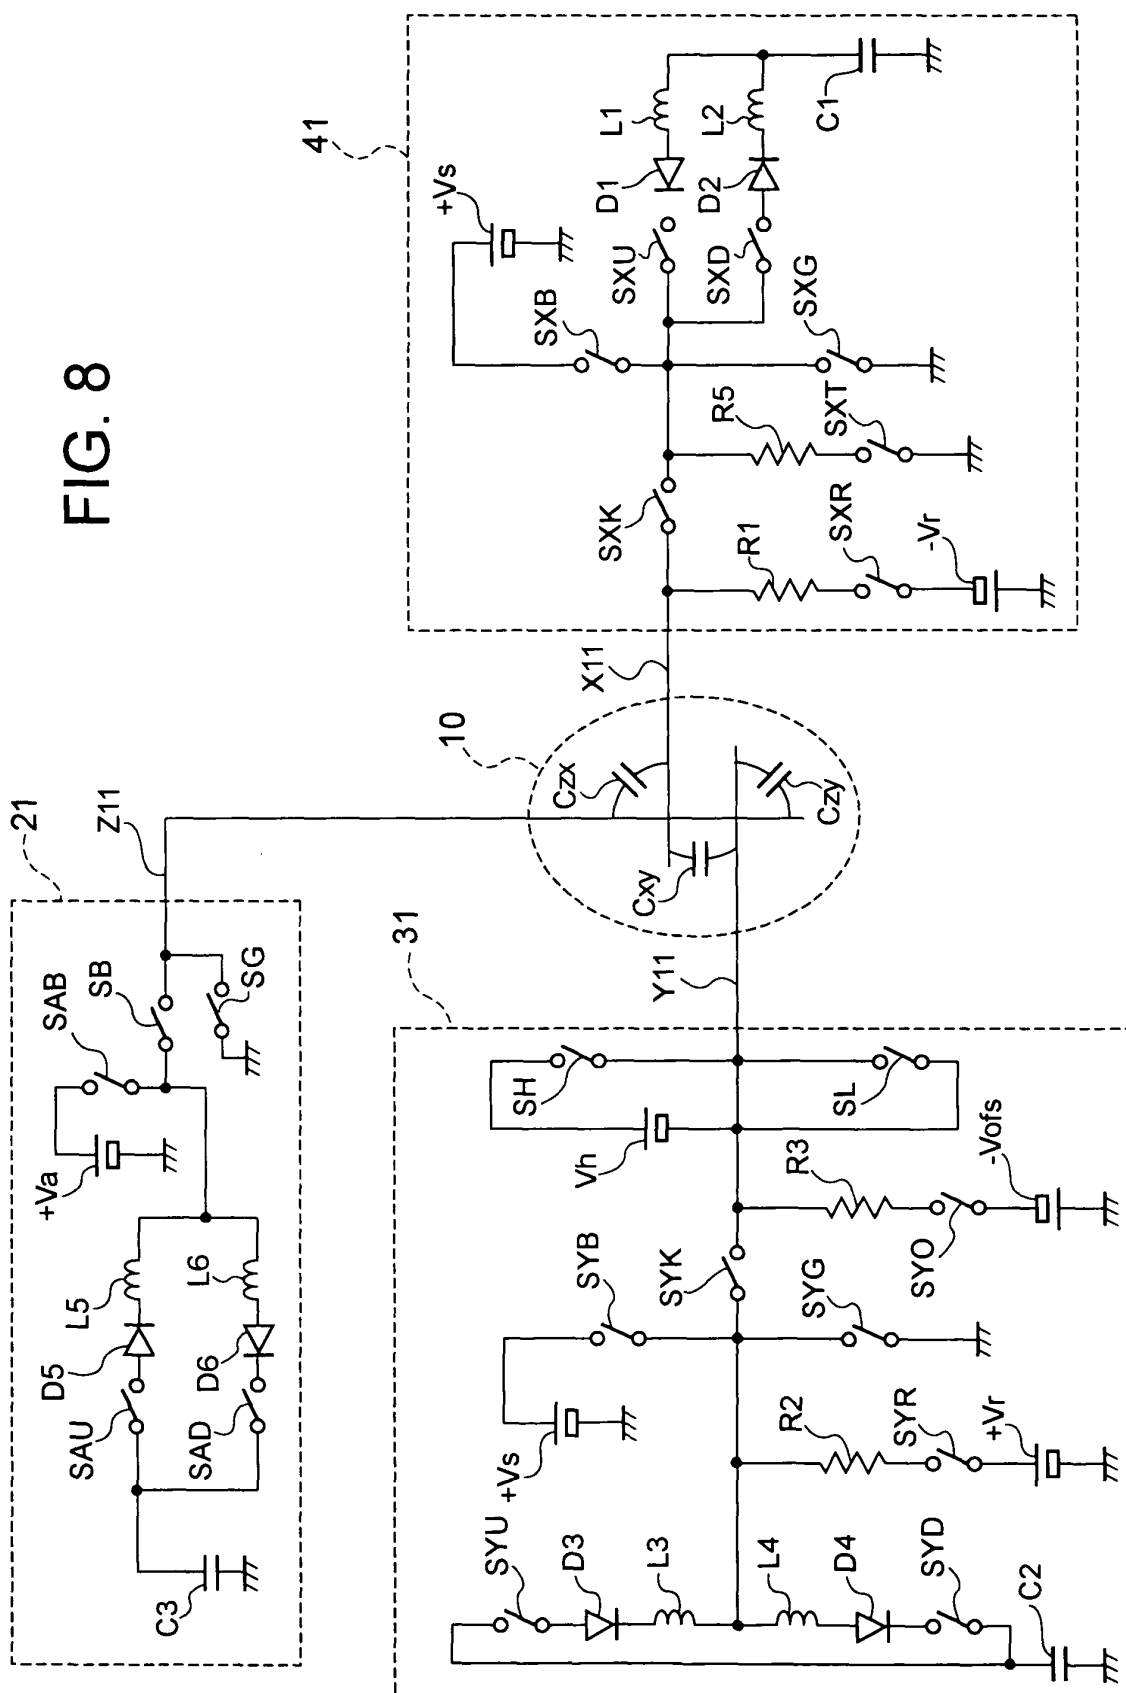 FIG. 8
21
Z11
+Va
SAB
SB
SG
L5
L6
D5
D6
SAU
SAD
C3
10
Czx
Cxy
Czy
X11
Y11
41
+Vs
SXB
SXU
SXD
D1
D2
L1
L2
C1
SXG
SXT
R5
SXK
R1
SXR
-Vr
31
SH
SL
Vh
R3
SYO
-Vofs
SYB
SYK
SYG
+Vs
R2
SYR
+Vr
SYU
D3
L3
L4
D4
SYD
C2